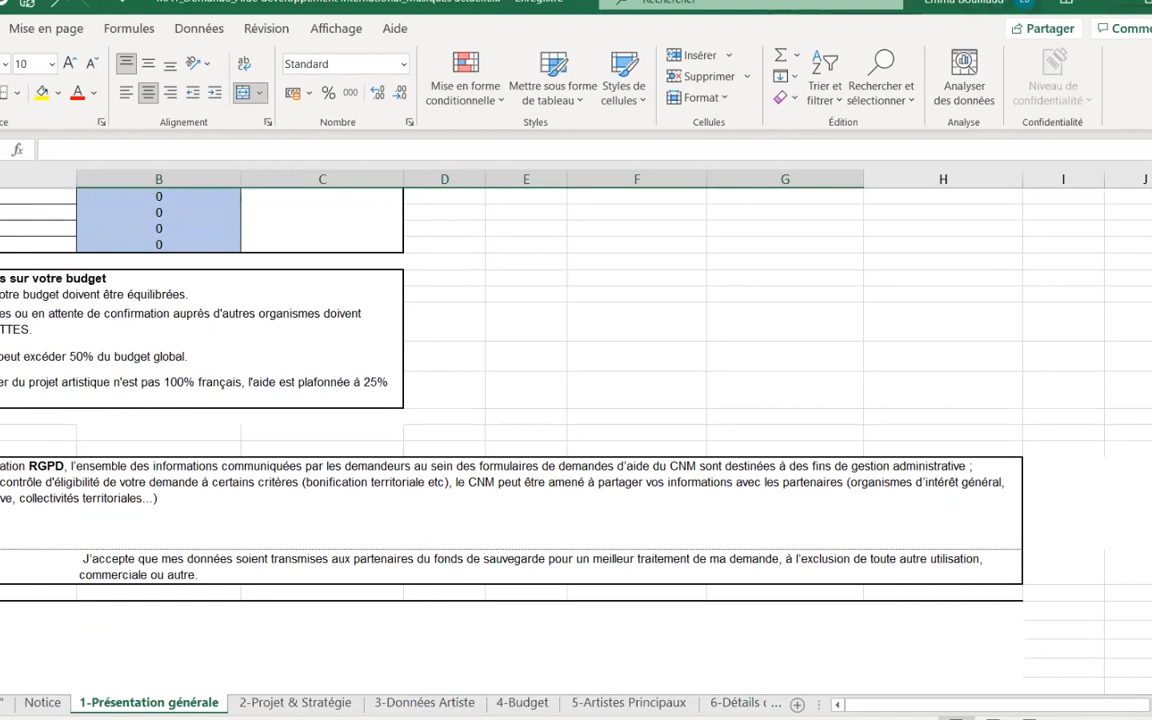 Enregistré
Rechercher
Emma Bouillaud
Mise en page
Formules
Données
Révision
Affichage
Aide
Partager
Comme
10
Standard
Mise en forme
conditionnelle
Mettre sous forme
de tableau
Styles de
cellules
Insérer
Supprimer
Format
Trier et
filtrer
Rechercher et
sélectionner
Analyser
des données
Niveau de
confidentialité
% 000
Alignement
Nombre
Styles
Cellules
Édition
Analyse
Confidentialité
fx
B C D E F G H I J
0
0
0
0
s sur votre budget
otre budget doivent être équilibrées.
es ou en attente de confirmation auprès d'autres organismes doivent
TTES.
peut excéder 50% du budget global.
er du projet artistique n'est pas 100% français, l'aide est plafonnée à 25%
ation RGPD, l'ensemble des informations communiquées par les demandeurs au sein des formulaires de demandes d'aide du CNM sont destinées à des fins de gestion administrative ;
contrôle d'éligibilité de votre demande à certains critères (bonification territoriale etc), le CNM peut être amené à partager vos informations avec les partenaires (organismes d'intérêt général,
ve, collectivités territoriales...)
J'accepte que mes données soient transmises aux partenaires du fonds de sauvegarde pour un meilleur traitement de ma demande, à l'exclusion de toute autre utilisation,
commerciale ou autre.
Notice
1-Présentation générale
2-Projet & Stratégie
3-Données Artiste
4-Budget
5-Artistes Principaux
6-Détails c ...